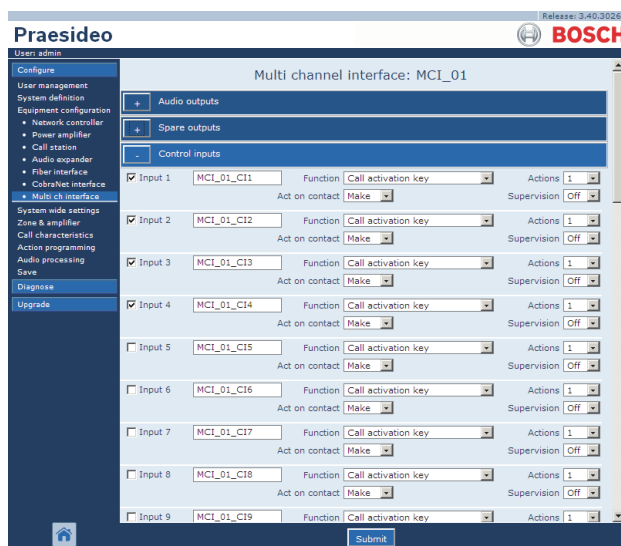 Release: 3.40.3026
Praesideo
BOSCH
User: admin
Configure
User management
System definition
Equipment configuration
• Network controller
• Power amplifier
• Call station
• Audio expander
• Fiber interface
• CobraNet interface
• Multi ch interface
System wide settings
Zone & amplifier
Call characteristics
Action programming
Audio processing
Save
Diagnose
Upgrade
Multi channel interface: MCI_01
+ Audio outputs
+ Spare outputs
- Control inputs
Input 1 MCI_01_CI1 Function Call activation key Actions 1
Act on contact Make Supervision Off
Input 2 MCI_01_CI2 Function Call activation key Actions 1
Act on contact Make Supervision Off
Input 3 MCI_01_CI3 Function Call activation key Actions 1
Act on contact Make Supervision Off
Input 4 MCI_01_CI4 Function Call activation key Actions 1
Act on contact Make Supervision Off
Input 5 MCI_01_CI5 Function Call activation key Actions 1
Act on contact Make Supervision Off
Input 6 MCI_01_CI6 Function Call activation key Actions 1
Act on contact Make Supervision Off
Input 7 MCI_01_CI7 Function Call activation key Actions 1
Act on contact Make Supervision Off
Input 8 MCI_01_CI8 Function Call activation key Actions 1
Act on contact Make Supervision Off
Input 9 MCI_01_CI9 Function Call activation key Actions 1
Submit